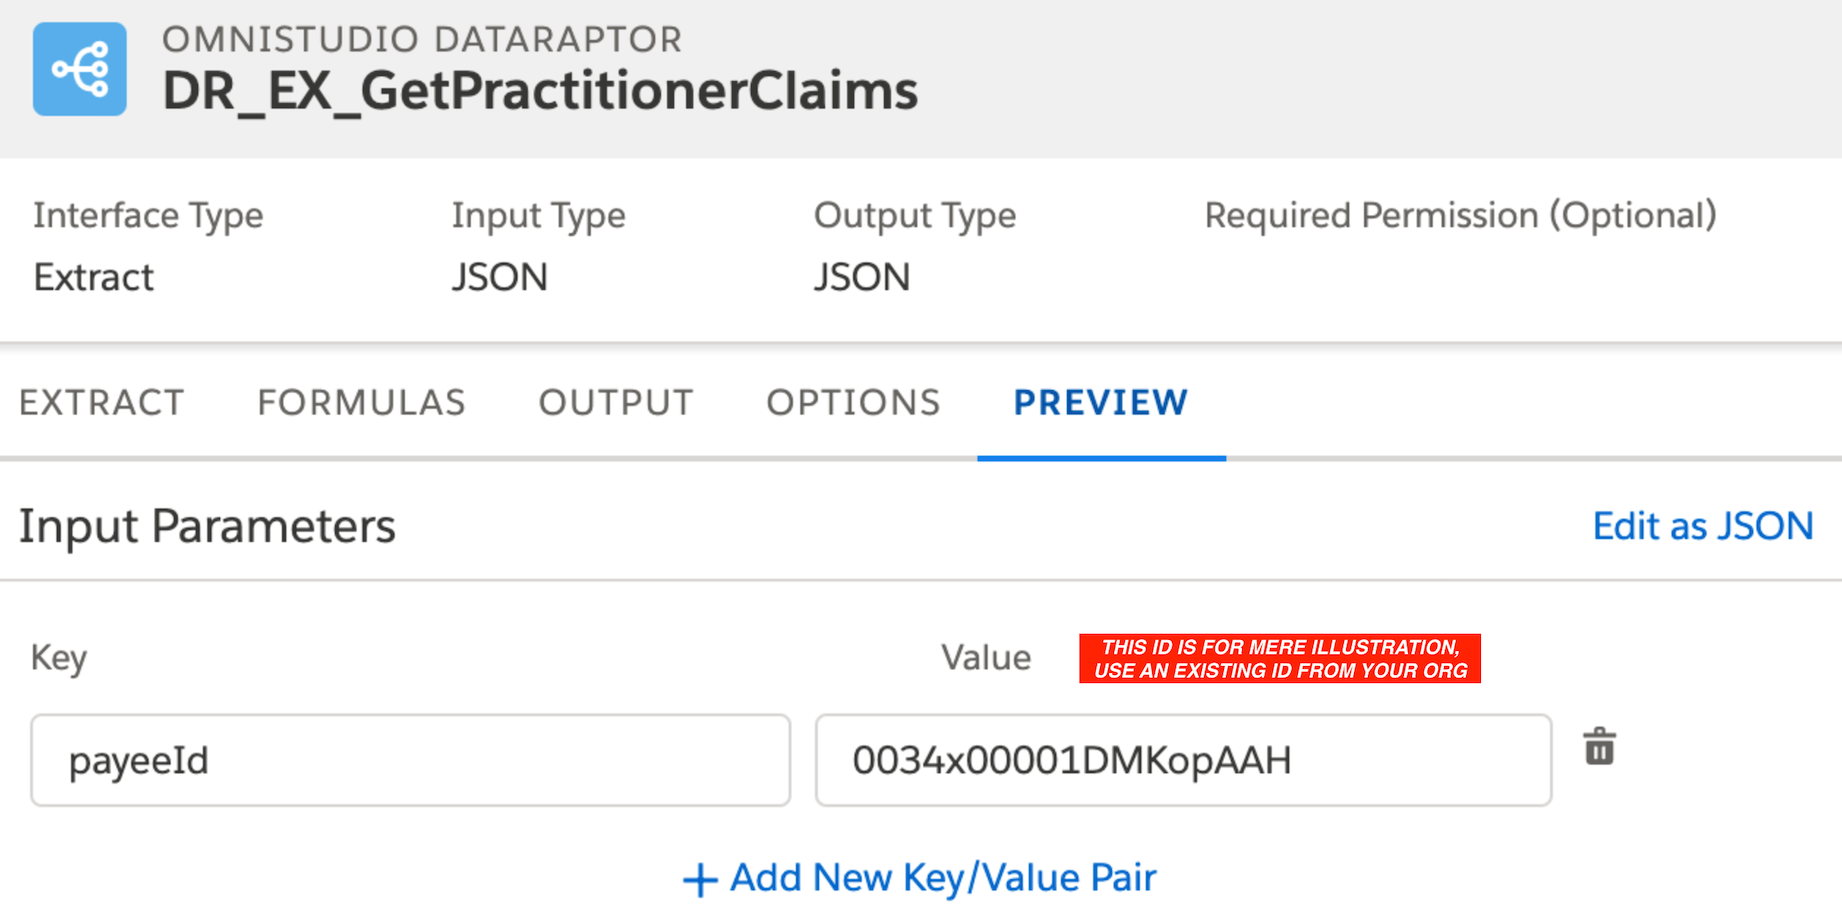 OMNISTUDIO DATARAPTOR
DR_EX_GetPractitionerClaims
Interface Type
Input Type
Output Type
Required Permission (Optional)
Extract
JSON
JSON
EXTRACT
FORMULAS
OUTPUT
OPTIONS
PREVIEW
Input Parameters
Edit as JSON
Key
Value
THIS ID IS FOR MERE ILLUSTRATION,
USE AN EXISTING ID FROM YOUR ORG
payeeId
0034x00001DMKopAAH
+ Add New Key/Value Pair